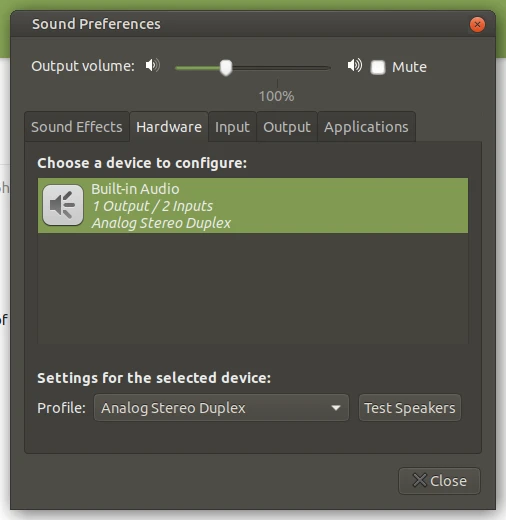 Sound Preferences
Output volume:
Mute
100%
Sound Effects
Hardware
Input
Output
Applications
Choose a device to configure:
Built-in Audio
1 Output / 2 Inputs
Analog Stereo Duplex
Settings for the selected device:
Profile:
Analog Stereo Duplex
Test Speakers
Close